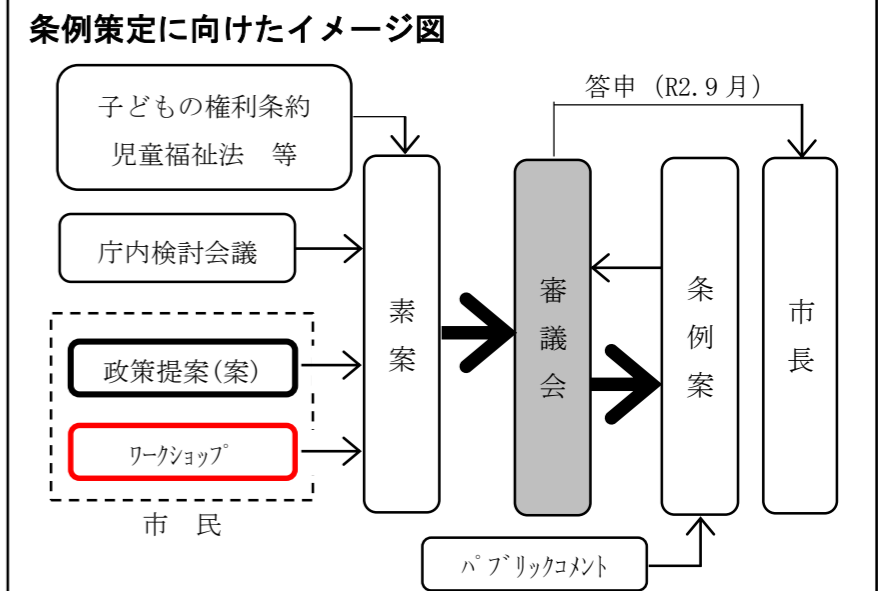 条例策定に向けたイメージ図
子どもの権利条約
児童福祉法　等
答申（R2.9月）
庁内検討会議
政策提案(案)
ﾜｰｸｼｮｯﾌﾟ
市　民
素案
審議会
条例案
市長
ﾊﾟﾌﾞﾘｯｸｺﾒﾝﾄ